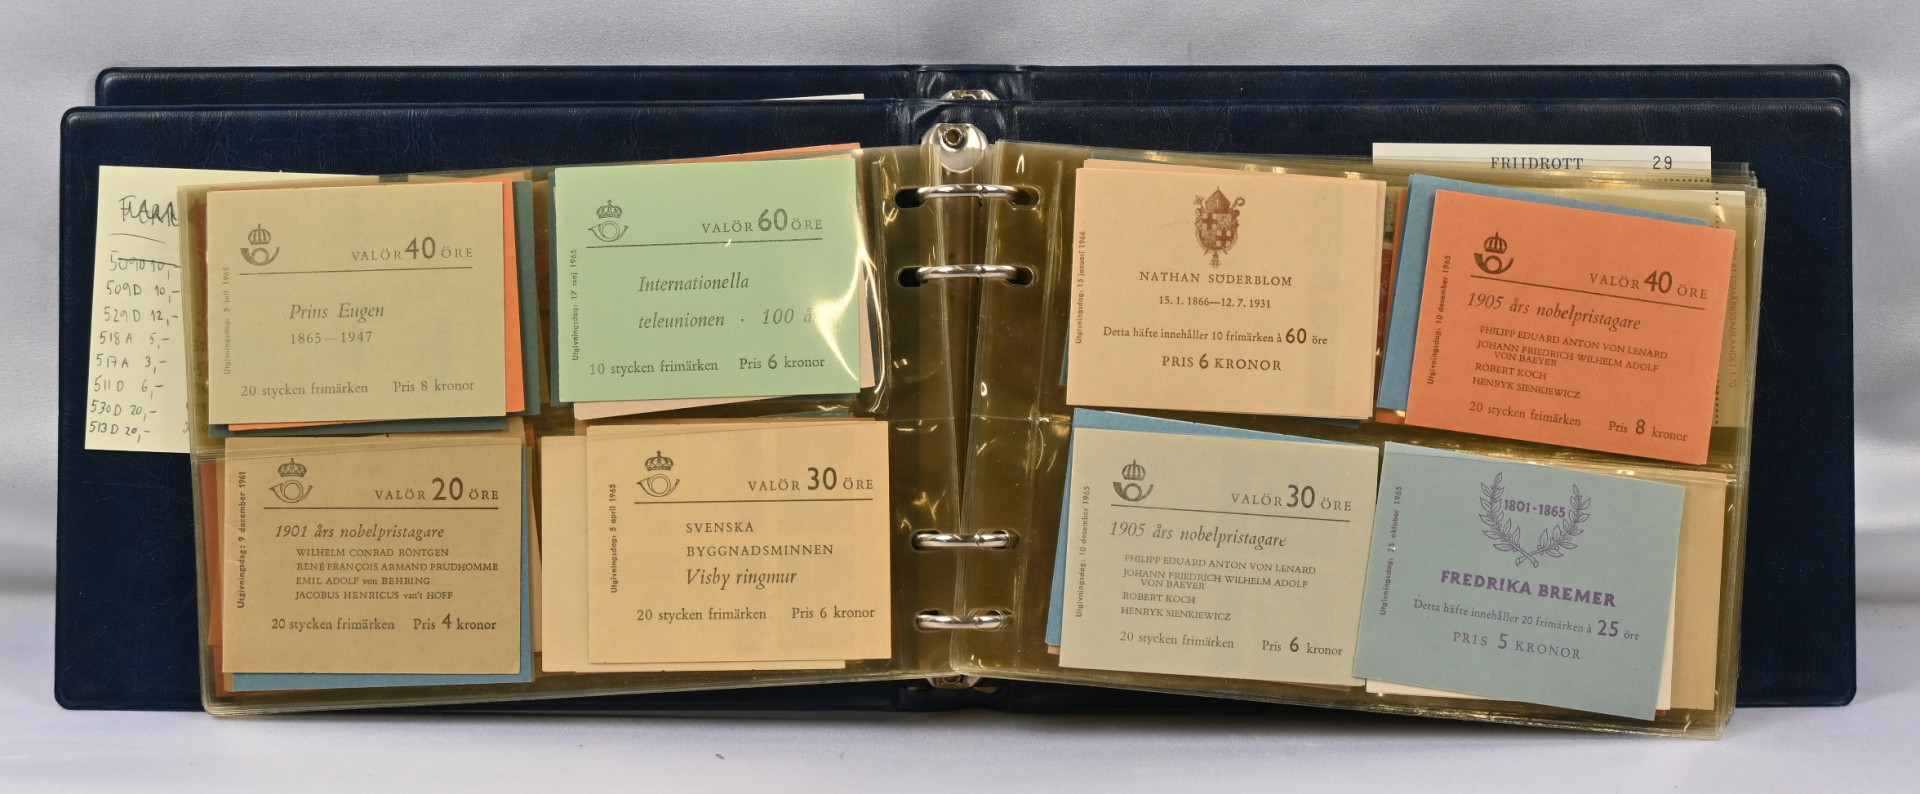 509D 10,-
509D 10,-
529D 12,-
518A 5,-
517A 3,-
511D 6,-
530D 20,-
513D 20,-
VALÖR 40 ÖRE
Prins Eugen
1865 — 1947
20 stycken frimärken Pris 8 kronor
Utgivningsdag: 5 juli 1965
VALÖR 60 ÖRE
Internationella
teleunionen · 100 å
10 stycken frimärken Pris 6 kronor
Utgivningsdag: 17 maj 1965
VALÖR 20 ÖRE
1901 års nobelpristagare
WILHELM CONRAD RÖNTGEN
RENÉ FRANÇOIS ARMAND PRUDHOMME
EMIL ADOLF von BEHRING
JACOBUS HENRICUS van't HOFF
20 stycken frimärken Pris 4 kronor
Utgivningsdag: 9 december 1961
VALÖR 30 ÖRE
SVENSKA
BYGGNADSMINNEN
Visby ringmur
20 stycken frimärken Pris 6 kronor
Utgivningsdag: 5 april 1965
FRIIDROTT 29
NATHAN SÖDERBLOM
15. 1. 1866—12. 7. 1931
Detta häfte innehåller 10 frimärken à 60 öre
PRIS 6 KRONOR
Utgivningsdag: 15 januari 1966
VALÖR 40 ÖRE
1905 års nobelpristagare
PHILIPP EDUARD ANTON VON LENARD
JOHANN FRIEDRICH WILHELM ADOLF
VON BAEYER
ROBERT KOCH
HENRYK SIENKIEWICZ
20 stycken frimärken Pris 8 kronor
Utgivningsdag: 10 december 1965
VALÖR 30 ÖRE
1905 års nobelpristagare
PHILIPP EDUARD ANTON VON LENARD
JOHANN FRIEDRICH WILHELM ADOLF
VON BAEYER
ROBERT KOCH
HENRYK SIENKIEWICZ
20 stycken frimärken Pris 6 kronor
Utgivningsdag: 10 december 1965
1801 - 1865
FREDRIKA BREMER
Detta häfte innehåller 20 frimärken à 25 öre
PRIS 5 KRONOR
Utgivningsdag: 25 oktober 1965